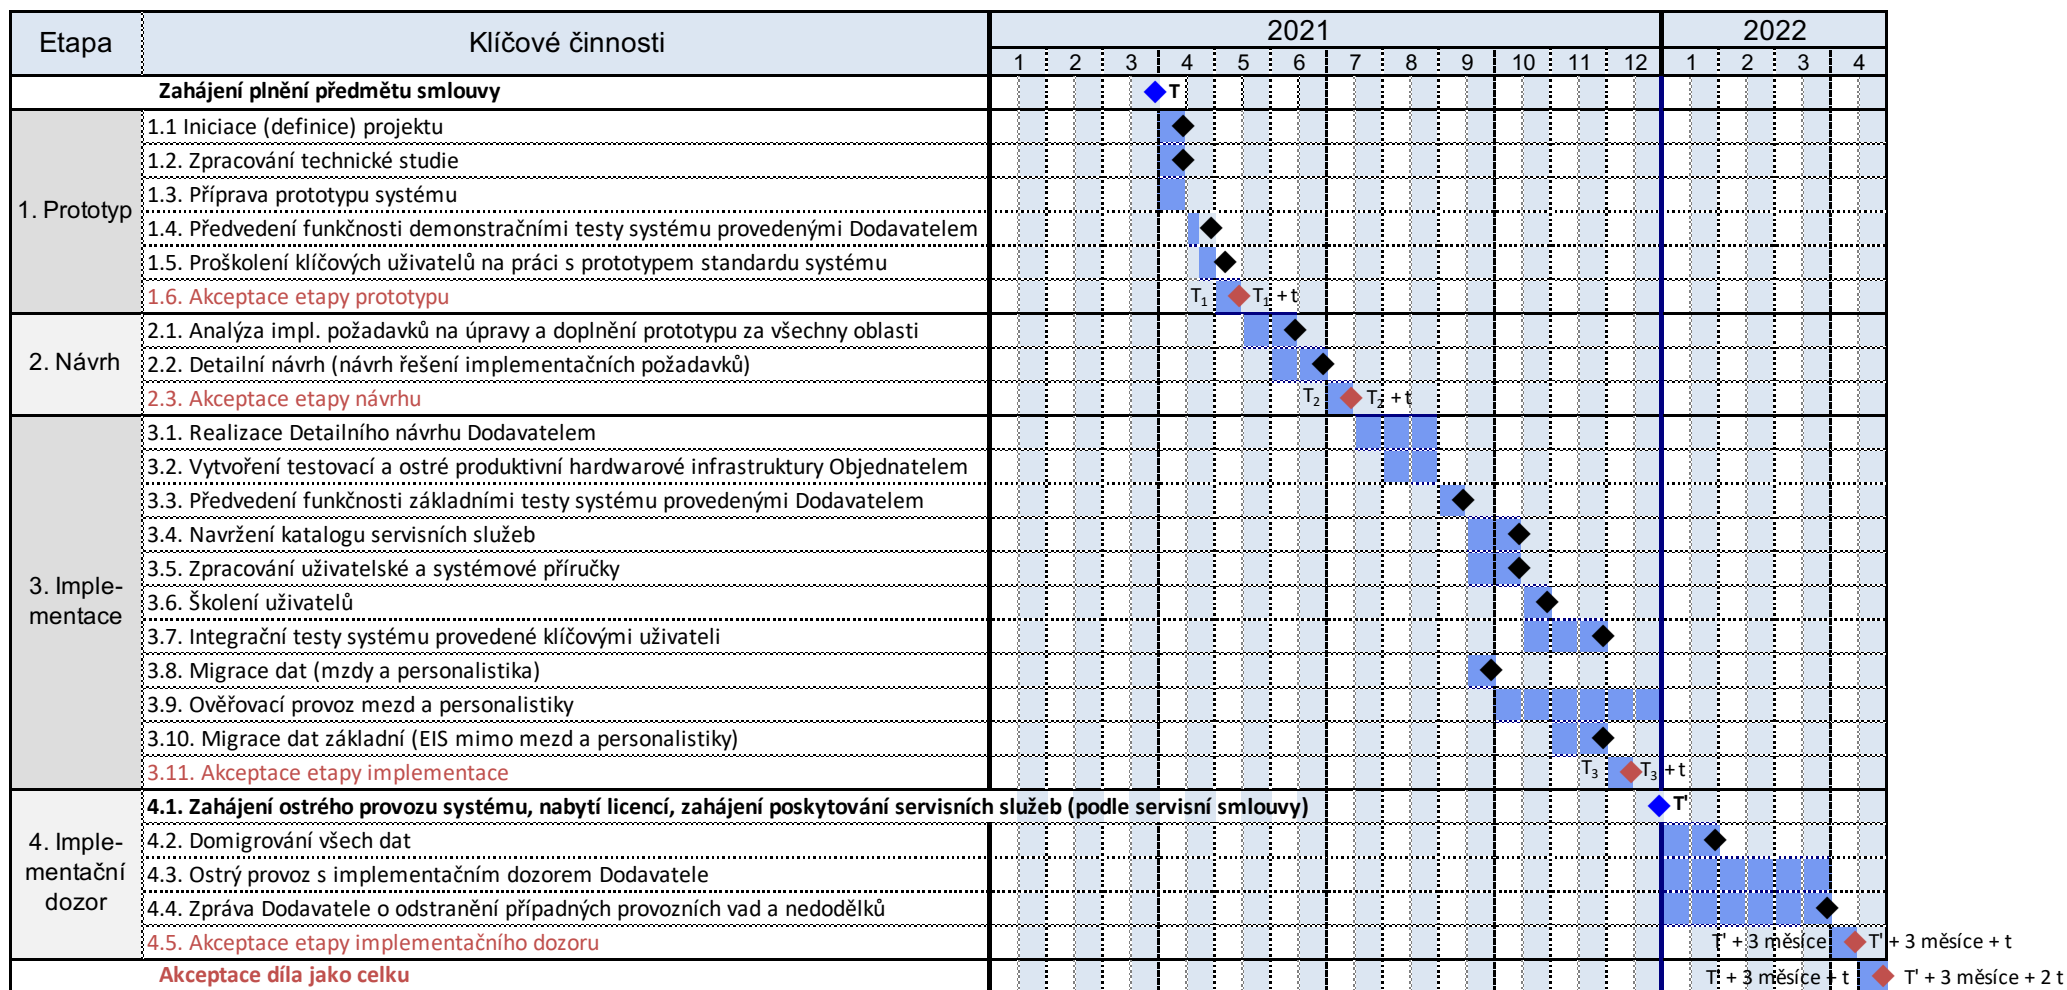 Etapa Klíčové činnosti 2021 2022
1 2 3 4 5 6 7 8 9 10 11 12 1 2 3 4
Zahájení plnění předmětu smlouvy T
1. Prototyp
1.1 Iniciace (definice) projektu
1.2. Zpracování technické studie
1.3. Příprava prototypu systému
1.4. Předvedení funkčnosti demonstračními testy systému provedenými Dodavatelem
1.5. Proškolení klíčových uživatelů na práci s prototypem standardu systému
1.6. Akceptace etapy prototypu T₁ T₁ + t
2. Návrh
2.1. Analýza impl. požadavků na úpravy a doplnění prototypu za všechny oblasti
2.2. Detailní návrh (návrh řešení implementačních požadavků)
2.3. Akceptace etapy návrhu T₂ T₂ + t
3. Imple-
mentace
3.1. Realizace Detailního návrhu Dodavatelem
3.2. Vytvoření testovací a ostré produktivní hardwarové infrastruktury Objednatelem
3.3. Předvedení funkčnosti základními testy systému provedenými Dodavatelem
3.4. Navržení katalogu servisních služeb
3.5. Zpracování uživatelské a systémové příručky
3.6. Školení uživatelů
3.7. Integrační testy systému provedené klíčovými uživateli
3.8. Migrace dat (mzdy a personalistika)
3.9. Ověřovací provoz mezd a personalistiky
3.10. Migrace dat základní (EIS mimo mezd a personalistiky)
3.11. Akceptace etapy implementace T₃ T₃ + t
4. Imple-
mentační
dozor
4.1. Zahájení ostrého provozu systému, nabytí licencí, zahájení poskytování servisních služeb (podle servisní smlouvy) T'
4.2. Domigrování všech dat
4.3. Ostrý provoz s implementačním dozorem Dodavatele
4.4. Zpráva Dodavatele o odstranění případných provozních vad a nedodělků
4.5. Akceptace etapy implementačního dozoru T' + 3 měsíce T' + 3 měsíce + t
Akceptace díla jako celku T' + 3 měsíce + t T' + 3 měsíce + 2 t